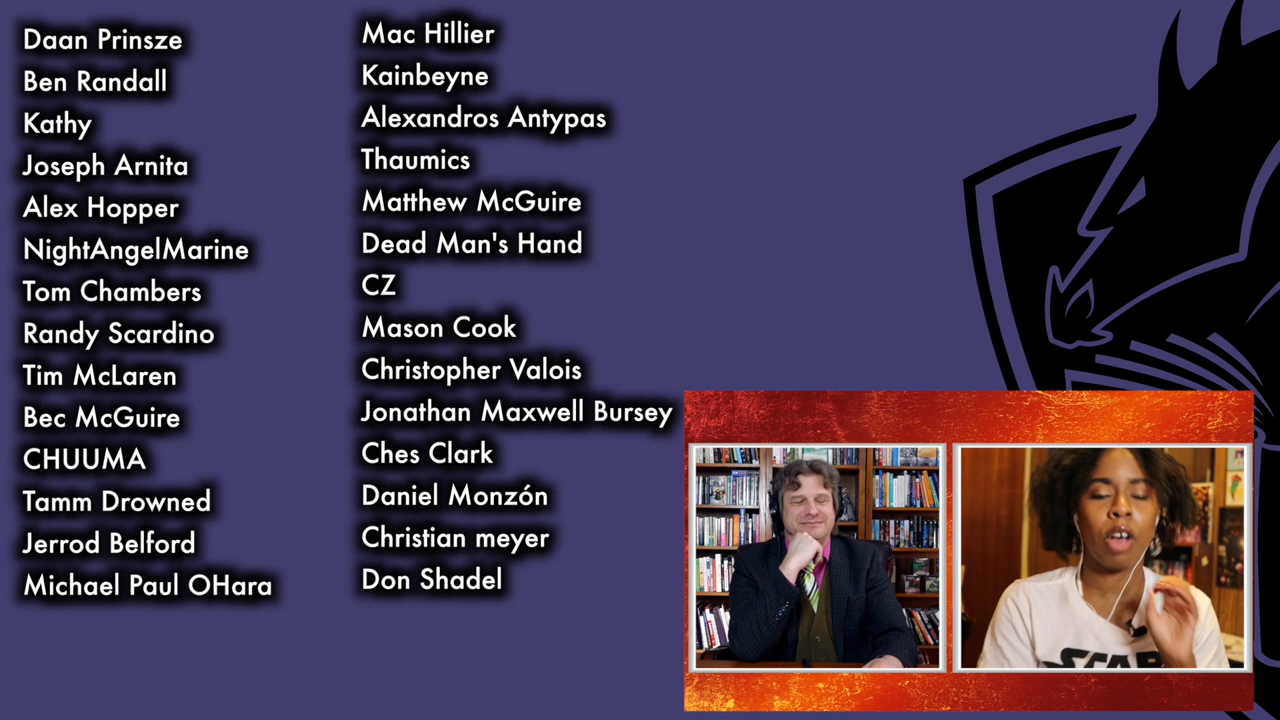 Daan Prinsze
Ben Randall
Kathy
Joseph Arnita
Alex Hopper
NightAngelMarine
Tom Chambers
Randy Scardino
Tim McLaren
Bec McGuire
CHUUMA
Tamm Drowned
Jerrod Belford
Michael Paul OHara
Mac Hillier
Kainbeyne
Alexandros Antypas
Thaumics
Matthew McGuire
Dead Man's Hand
CZ
Mason Cook
Christopher Valois
Jonathan Maxwell Bursey
Ches Clark
Daniel Monzón
Christian meyer
Don Shadel
STAR